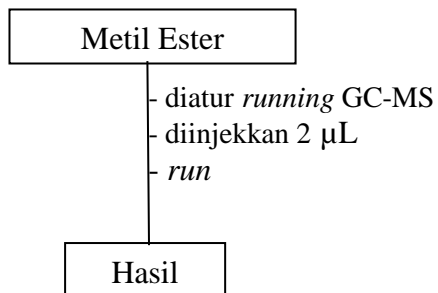 Metil Ester
- diatur running GC-MS
- diinjekkan 2 µL
- run
Hasil